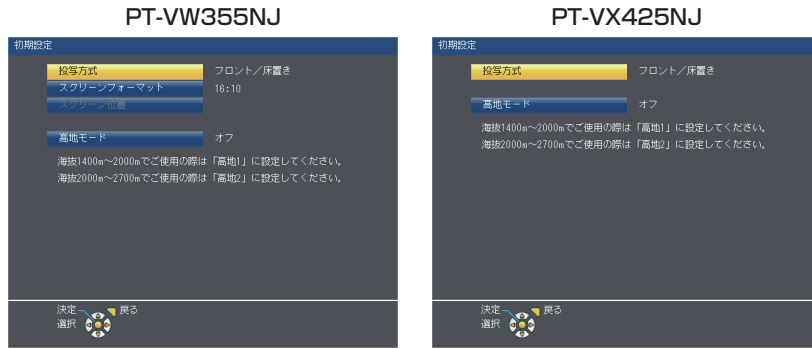 PT-VW355NJ
初期設定
投写方式 フロント／床置き
スクリーンフォーマット 16:10
スクリーン位置
高地モード オフ
海抜1400m～2000mでご使用の際は「高地1」に設定してください。
海抜2000m～2700mでご使用の際は「高地2」に設定してください。
決定 戻る
選択
PT-VX425NJ
初期設定
投写方式 フロント／床置き
高地モード オフ
海抜1400m～2000mでご使用の際は「高地1」に設定してください。
海抜2000m～2700mでご使用の際は「高地2」に設定してください。
決定 戻る
選択